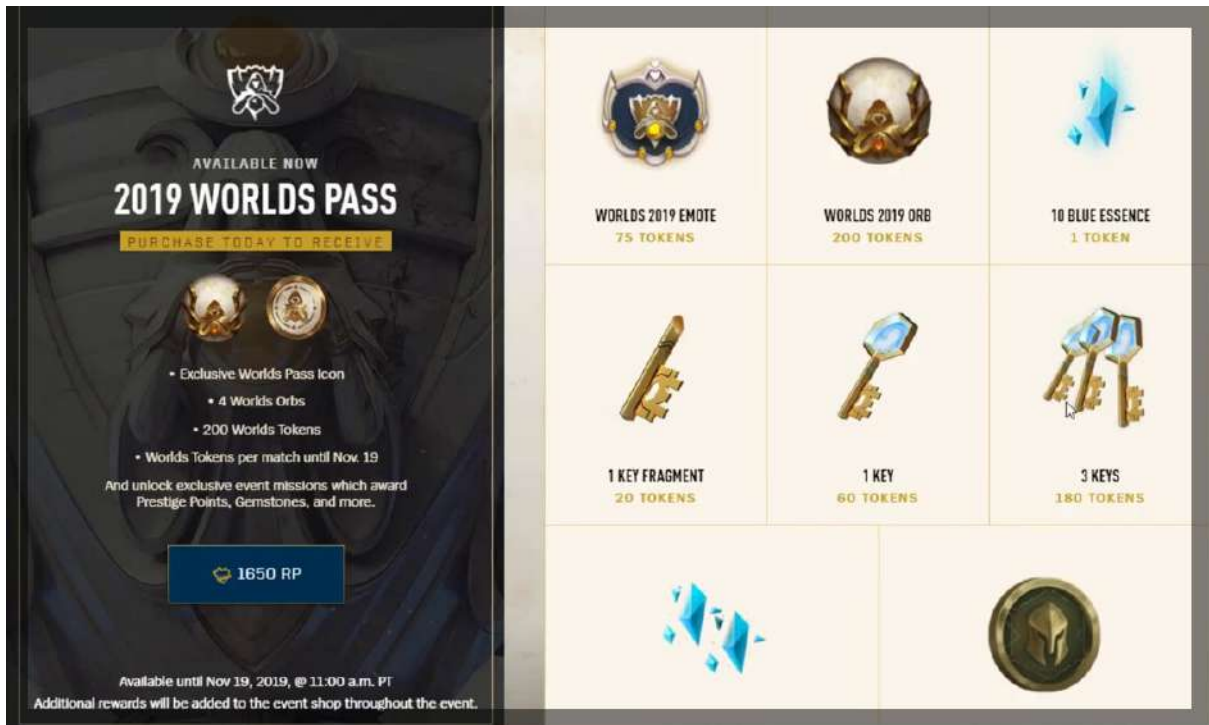 AVAILABLE NOW
2019 WORLDS PASS
PURCHASE TODAY TO RECEIVE
• Exclusive Worlds Pass Icon
• 4 Worlds Orbs
• 200 Worlds Tokens
• Worlds Tokens per match until Nov. 19
And unlock exclusive event missions which award
Prestige Points, Gemstones, and more.
1650 RP
Available until Nov 19, 2019, @ 11:00 a.m. PT
Additional rewards will be added to the event shop throughout the event.
WORLDS 2019 EMOTE
75 TOKENS
WORLDS 2019 ORB
200 TOKENS
10 BLUE ESSENCE
1 TOKEN
1 KEY FRAGMENT
20 TOKENS
1 KEY
60 TOKENS
3 KEYS
180 TOKENS